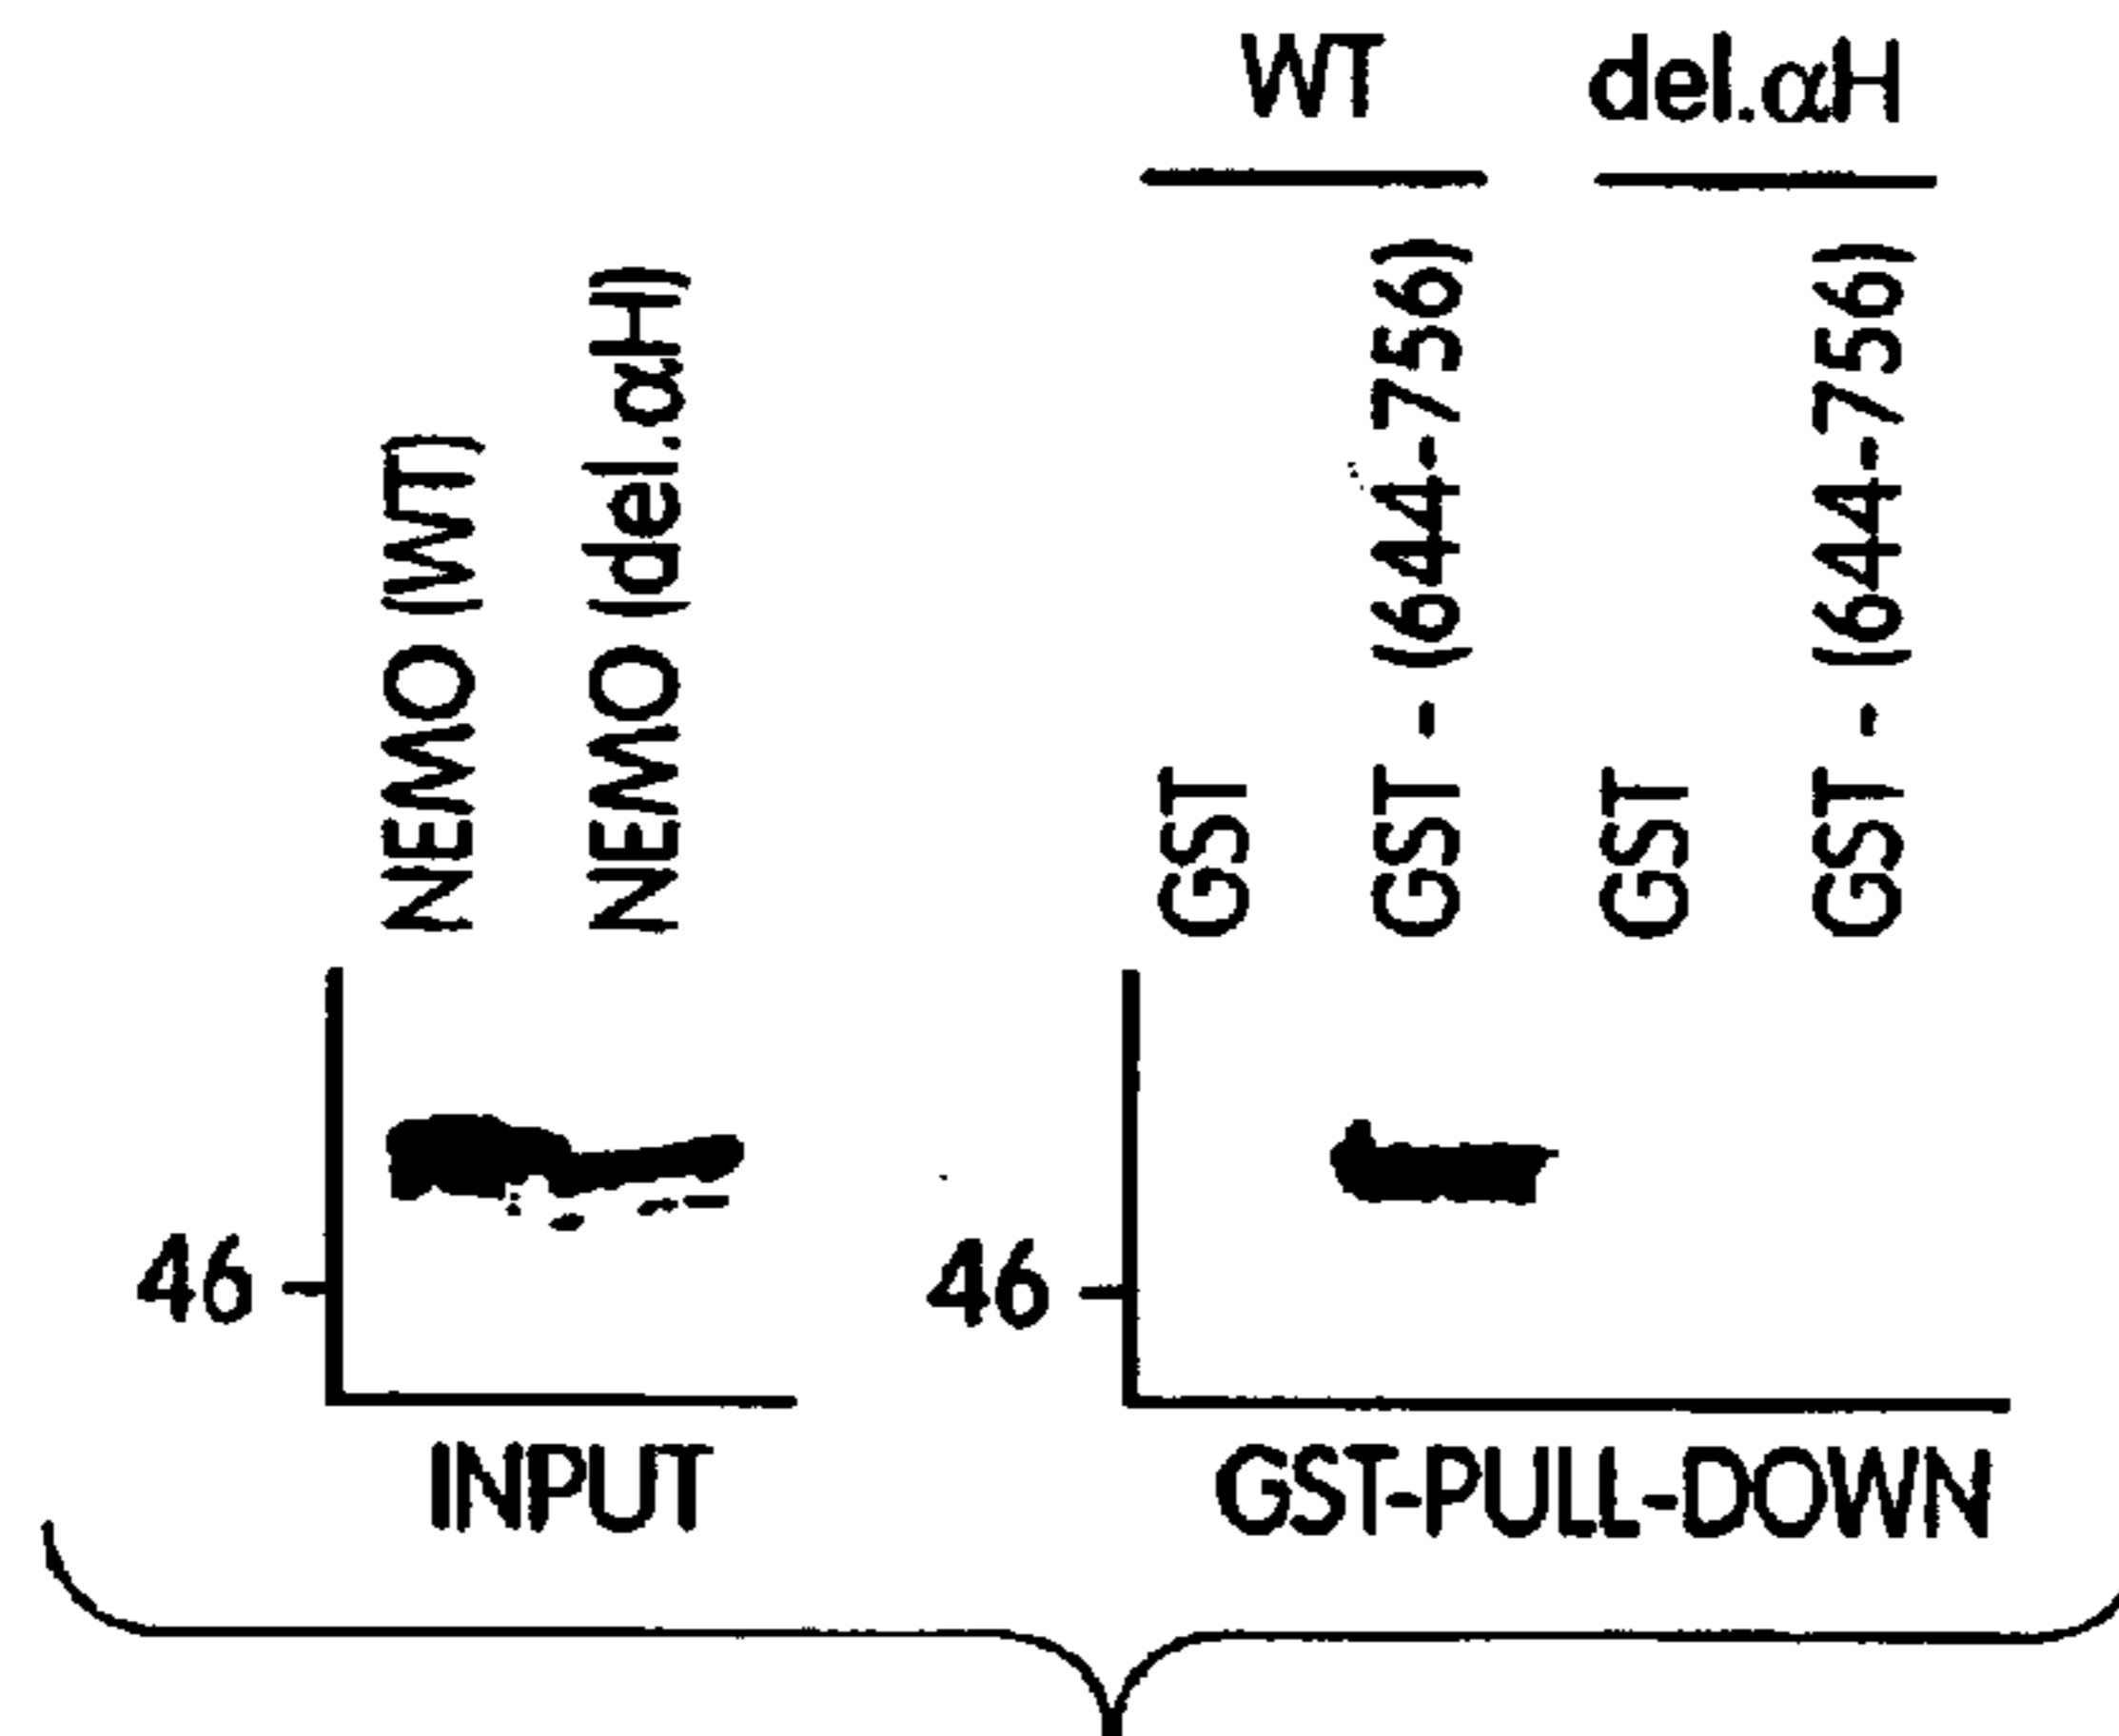 WT
del.αH
NEMO (WT)
NEMO (del.αH)
GST
GST - (644-756)
GST
GST - (644-756)
46
46
INPUT
GST-PULL-DOWN